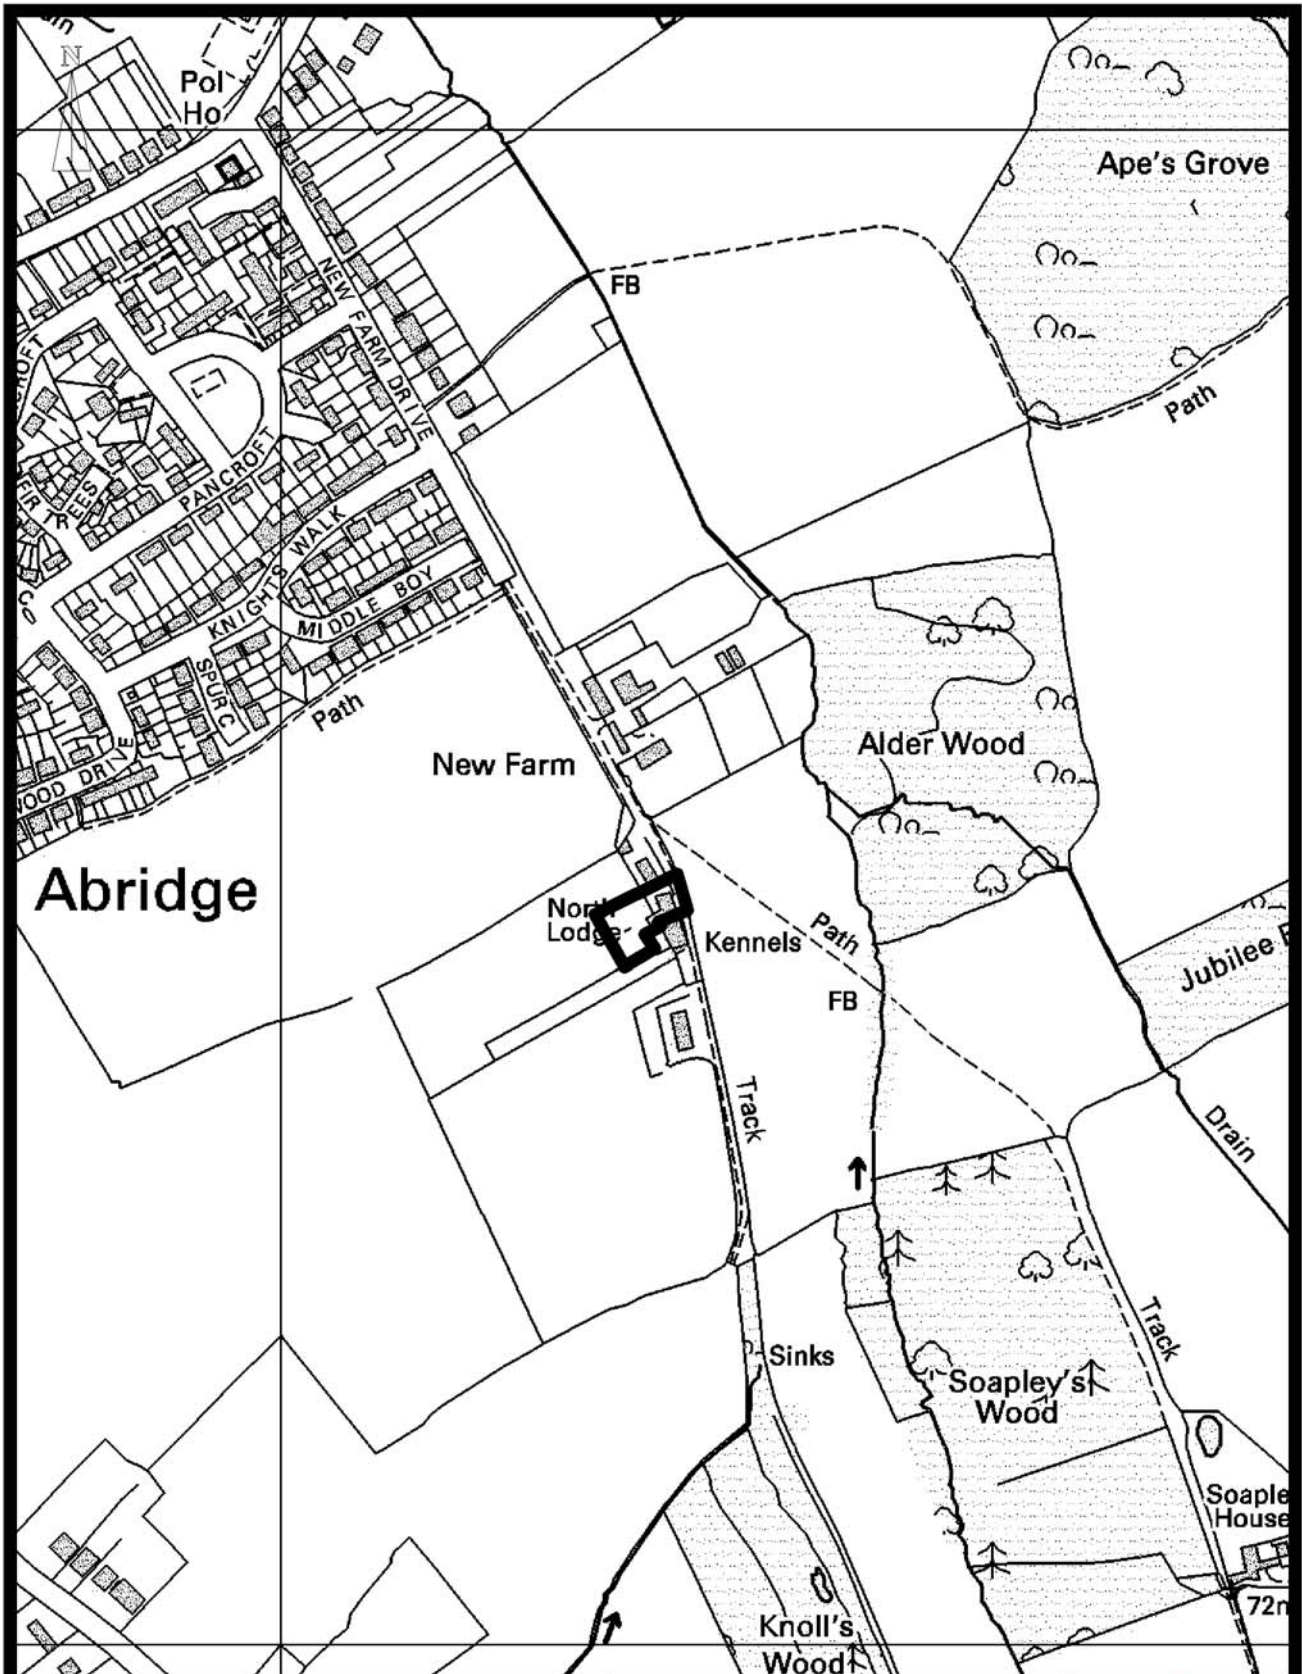 N
Pol
Ho
Ape's Grove
FB
NEW FARM DRIVE
Path
PANCROFT
FIR TREES
KNIGHTS WALK
MIDDLE BOY
SPUR C
Path
Alder Wood
New Farm
WOOD DRIVE
Abridge
North
Lodge
Kennels
Path
Jubilee
FB
Track
Drain
Track
Sinks
Soapley's
Wood
Soaple
House
72m
Knoll's
Wood